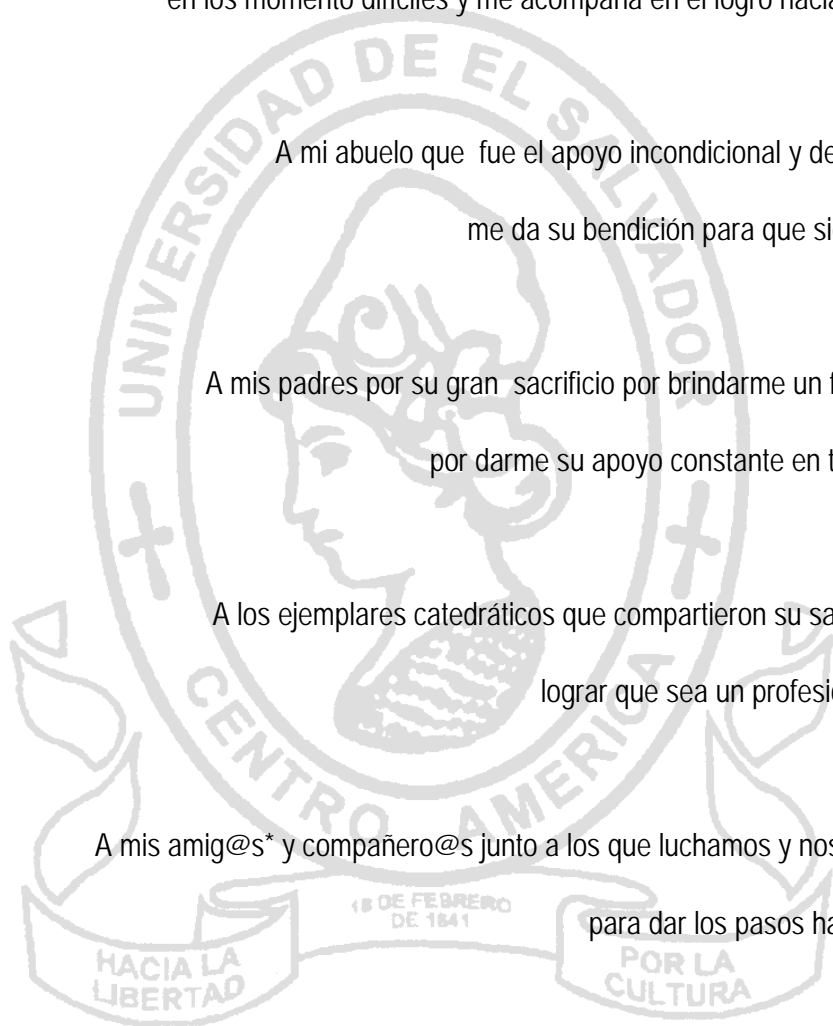 en los momento difíciles y me acompaña en el logro hacia
A mi abuelo que fue el apoyo incondicional y de
me da su bendición para que si
A mis padres por su gran sacrificio por brindarme un
por darme su apoyo constante en
A los ejemplares catedráticos que compartieron su
lograr que sea un
A mis amig@s* y compañero@s junto a los que luchamos y nos
para dar los pasos
UNIVERSIDAD DE EL SALVADOR
CENTRO AMERICA
18 DE FEBRERO
DE 1841
HACIA LA
LIBERTAD
POR LA
CULTURA